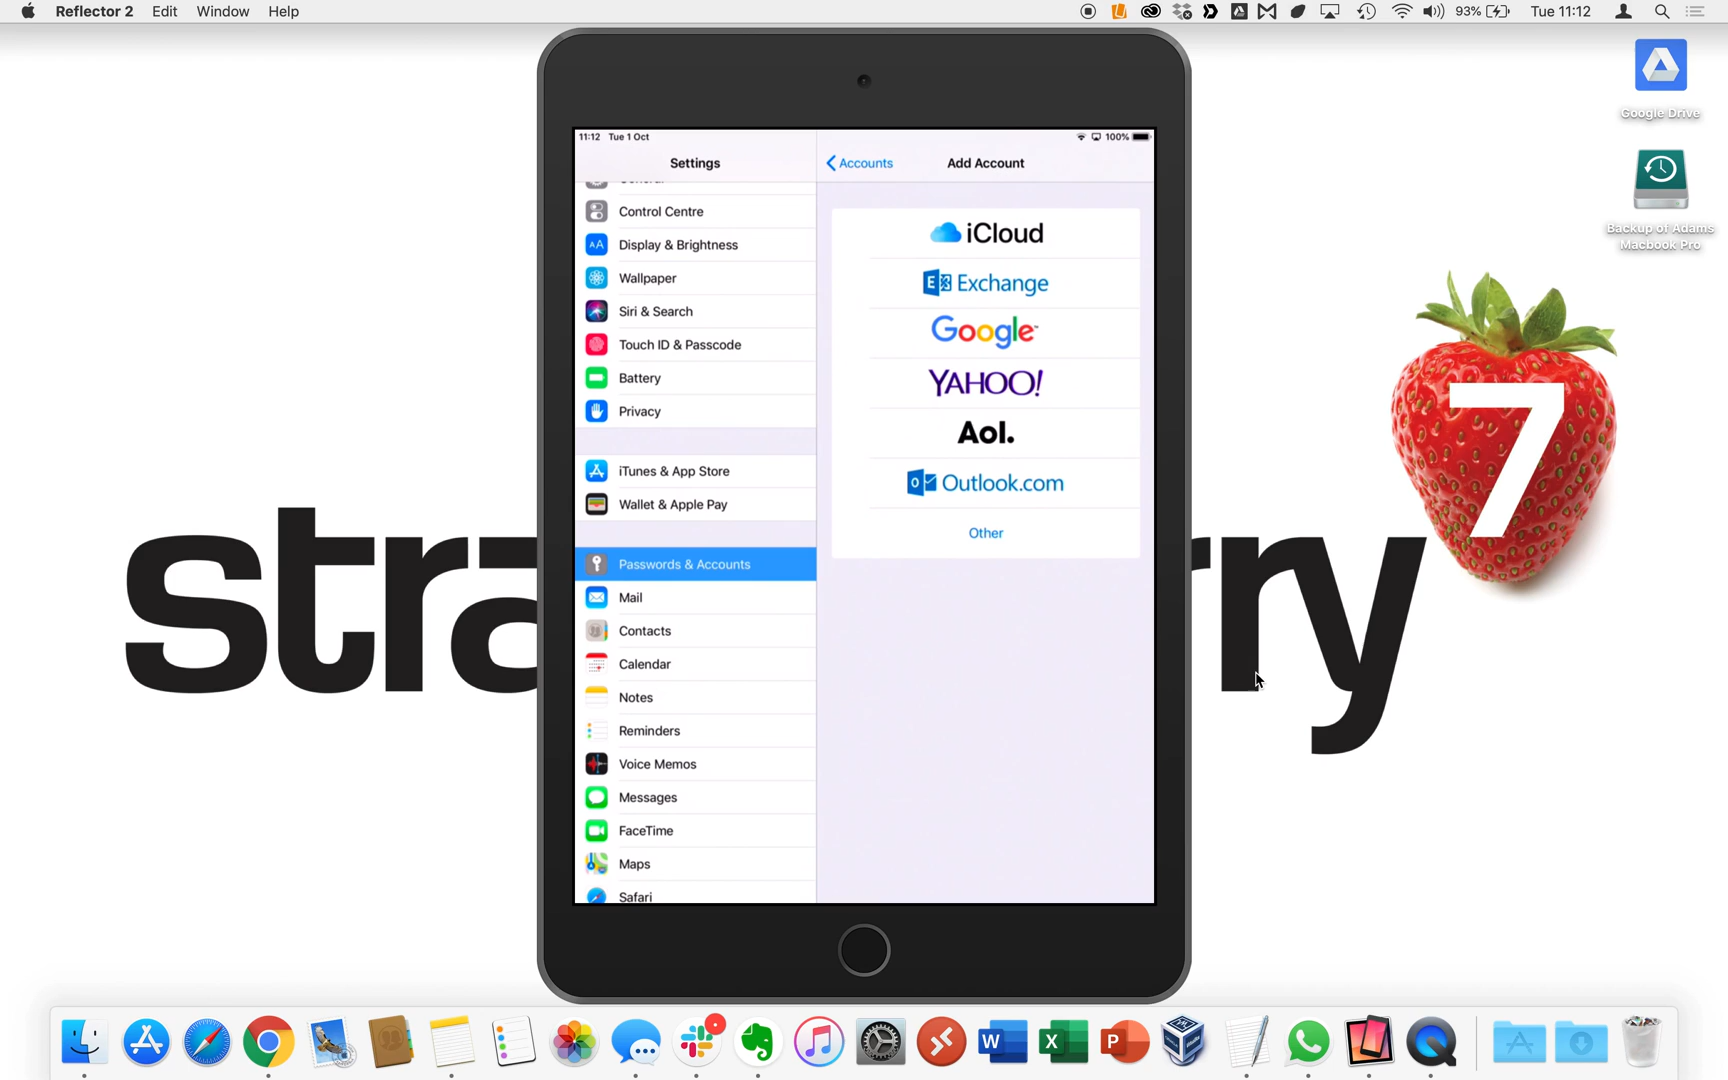 Reflector 2 Edit Window Help 93% Tue 11:12
Google Drive
Backup of Adams
Macbook Pro
7
11:12 Tue 1 Oct 100%
Settings
Accounts
Add Account
Control Centre
Display & Brightness
Wallpaper
Siri & Search
Touch ID & Passcode
Battery
Privacy
iTunes & App Store
Wallet & Apple Pay
Passwords & Accounts
Mail
Contacts
Calendar
Notes
Reminders
Voice Memos
Messages
FaceTime
Maps
Safari
iCloud
Exchange
Google
YAHOO!
Aol.
Outlook.com
Other